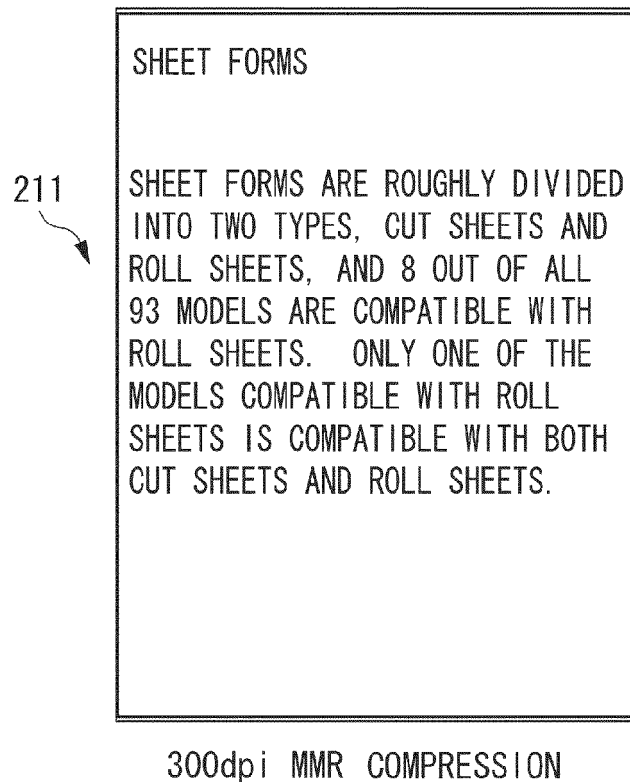 SHEET FORMS
211
SHEET FORMS ARE ROUGHLY DIVIDED
INTO TWO TYPES, CUT SHEETS AND
ROLL SHEETS, AND 8 OUT OF ALL
93 MODELS ARE COMPATIBLE WITH
ROLL SHEETS. ONLY ONE OF THE
MODELS COMPATIBLE WITH ROLL
SHEETS IS COMPATIBLE WITH BOTH
CUT SHEETS AND ROLL SHEETS.
300dpi MMR COMPRESSION